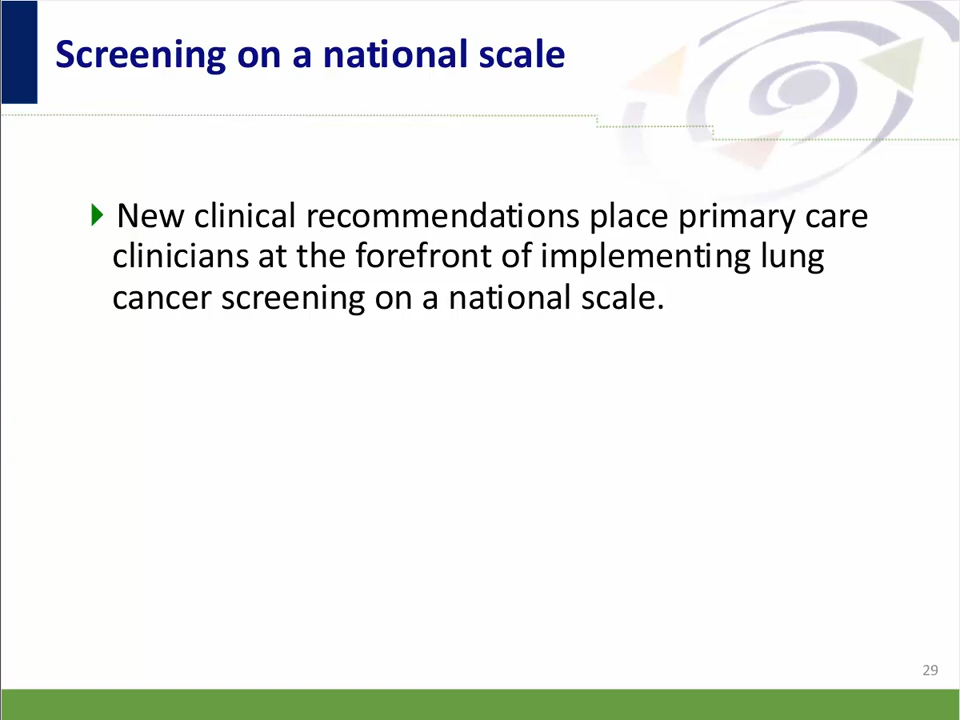 Screening on a national scale
New clinical recommendations place primary care
clinicians at the forefront of implementing lung
cancer screening on a national scale.
29